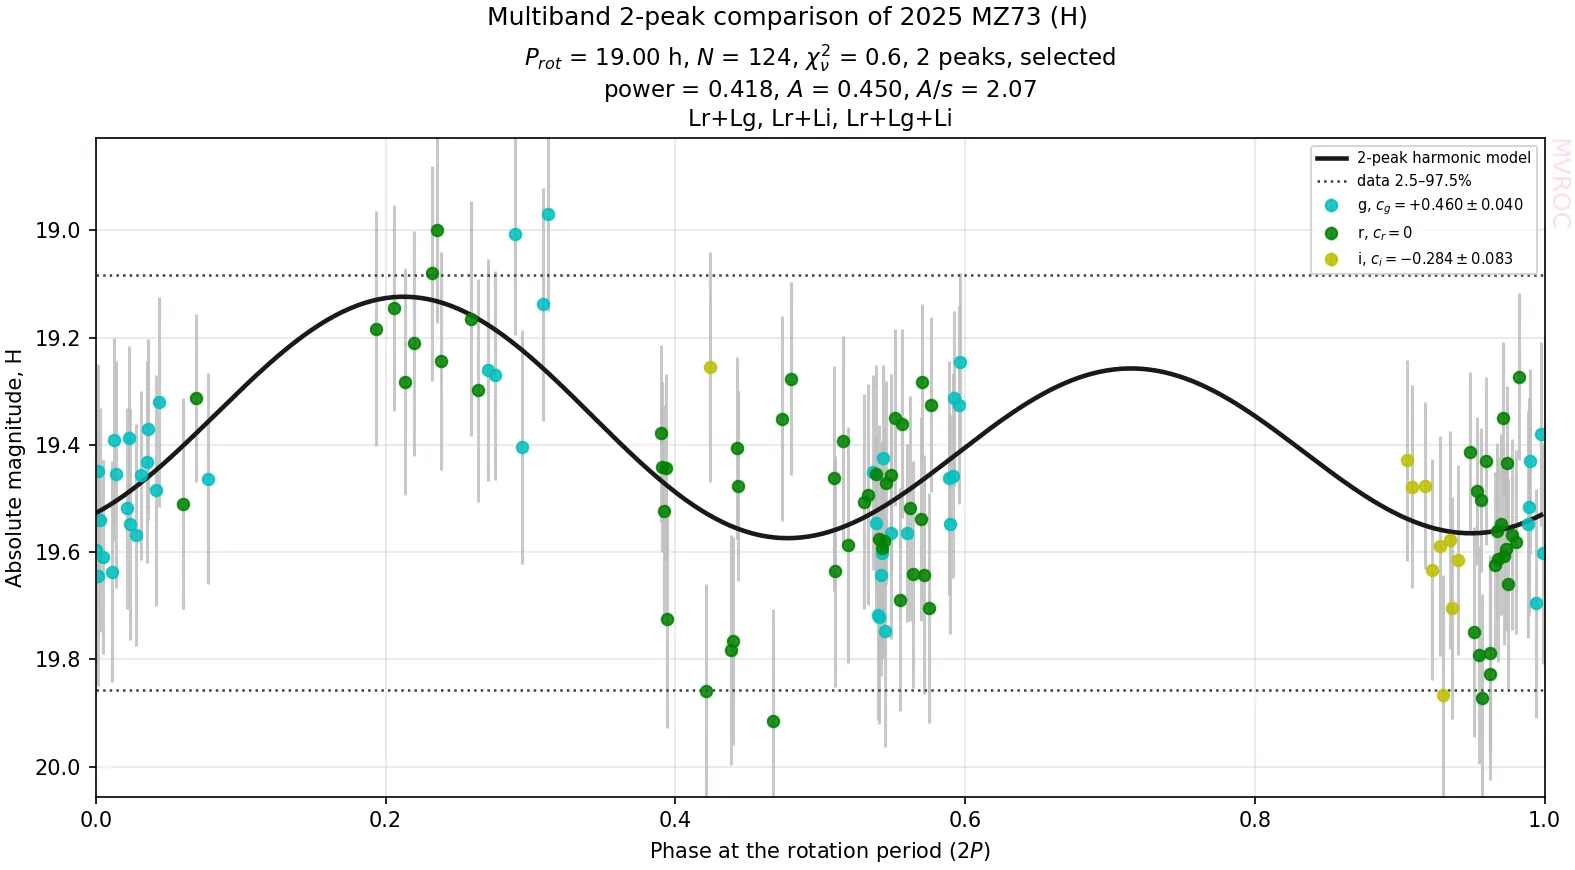 Multiband 2-peak comparison of 2025 MZ73 (H)
P_rot = 19.00 h, N = 124, χ²_ν = 0.6, 2 peaks, selected
power = 0.418, A = 0.450, A/s = 2.07
Lr+Lg, Lr+Li, Lr+Lg+Li
2-peak harmonic model
data 2.5–97.5%
g, c_g = +0.460 ± 0.040
r, c_r = 0
i, c_i = −0.284 ± 0.083
MVROC
Absolute magnitude, H
19.0
19.2
19.4
19.6
19.8
20.0
0.0 0.2 0.4 0.6 0.8 1.0
Phase at the rotation period (2P)